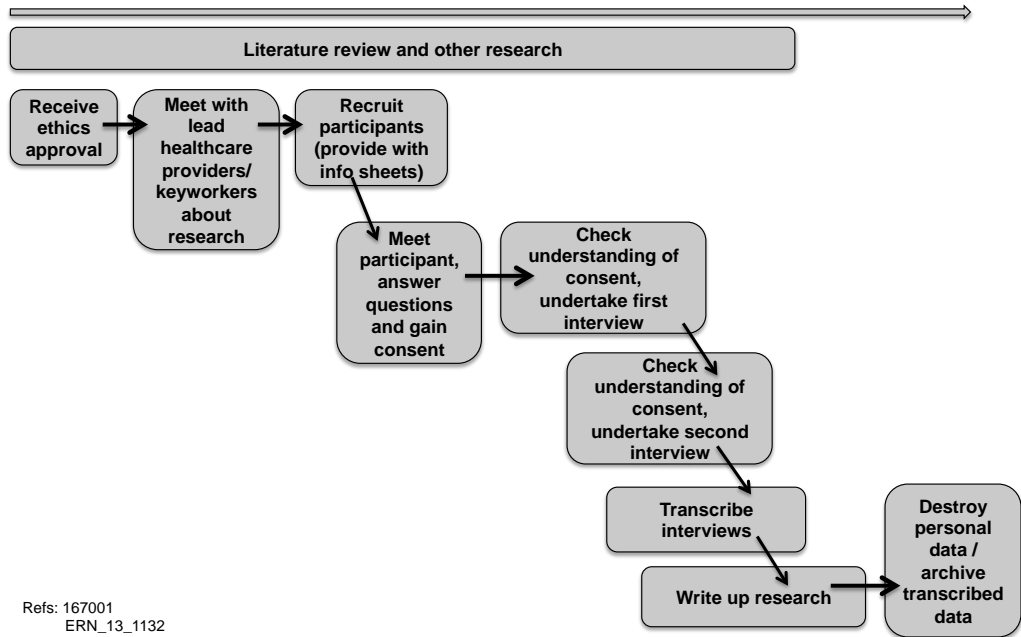 Literature review and other research
Receive
ethics
approval
Meet with
lead
healthcare
providers/
keyworkers
about
research
Recruit
participants
(provide with
info sheets)
Meet
participant,
answer
questions
and gain
consent
Check
understanding of
consent,
undertake first
interview
Check
understanding of
consent,
undertake second
interview
Transcribe
interviews
Write up research
Destroy
personal
data /
archive
transcribed
data
Refs: 167001
ERN_13_1132